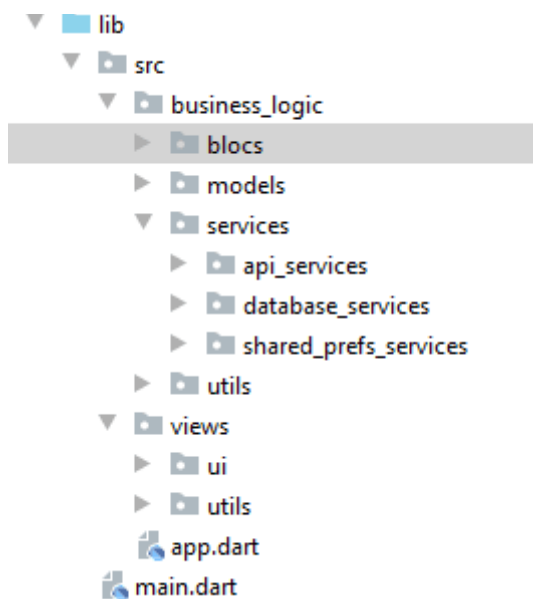 lib
src
business_logic
blocs
models
services
api_services
database_services
shared_prefs_services
utils
views
ui
utils
app.dart
main.dart